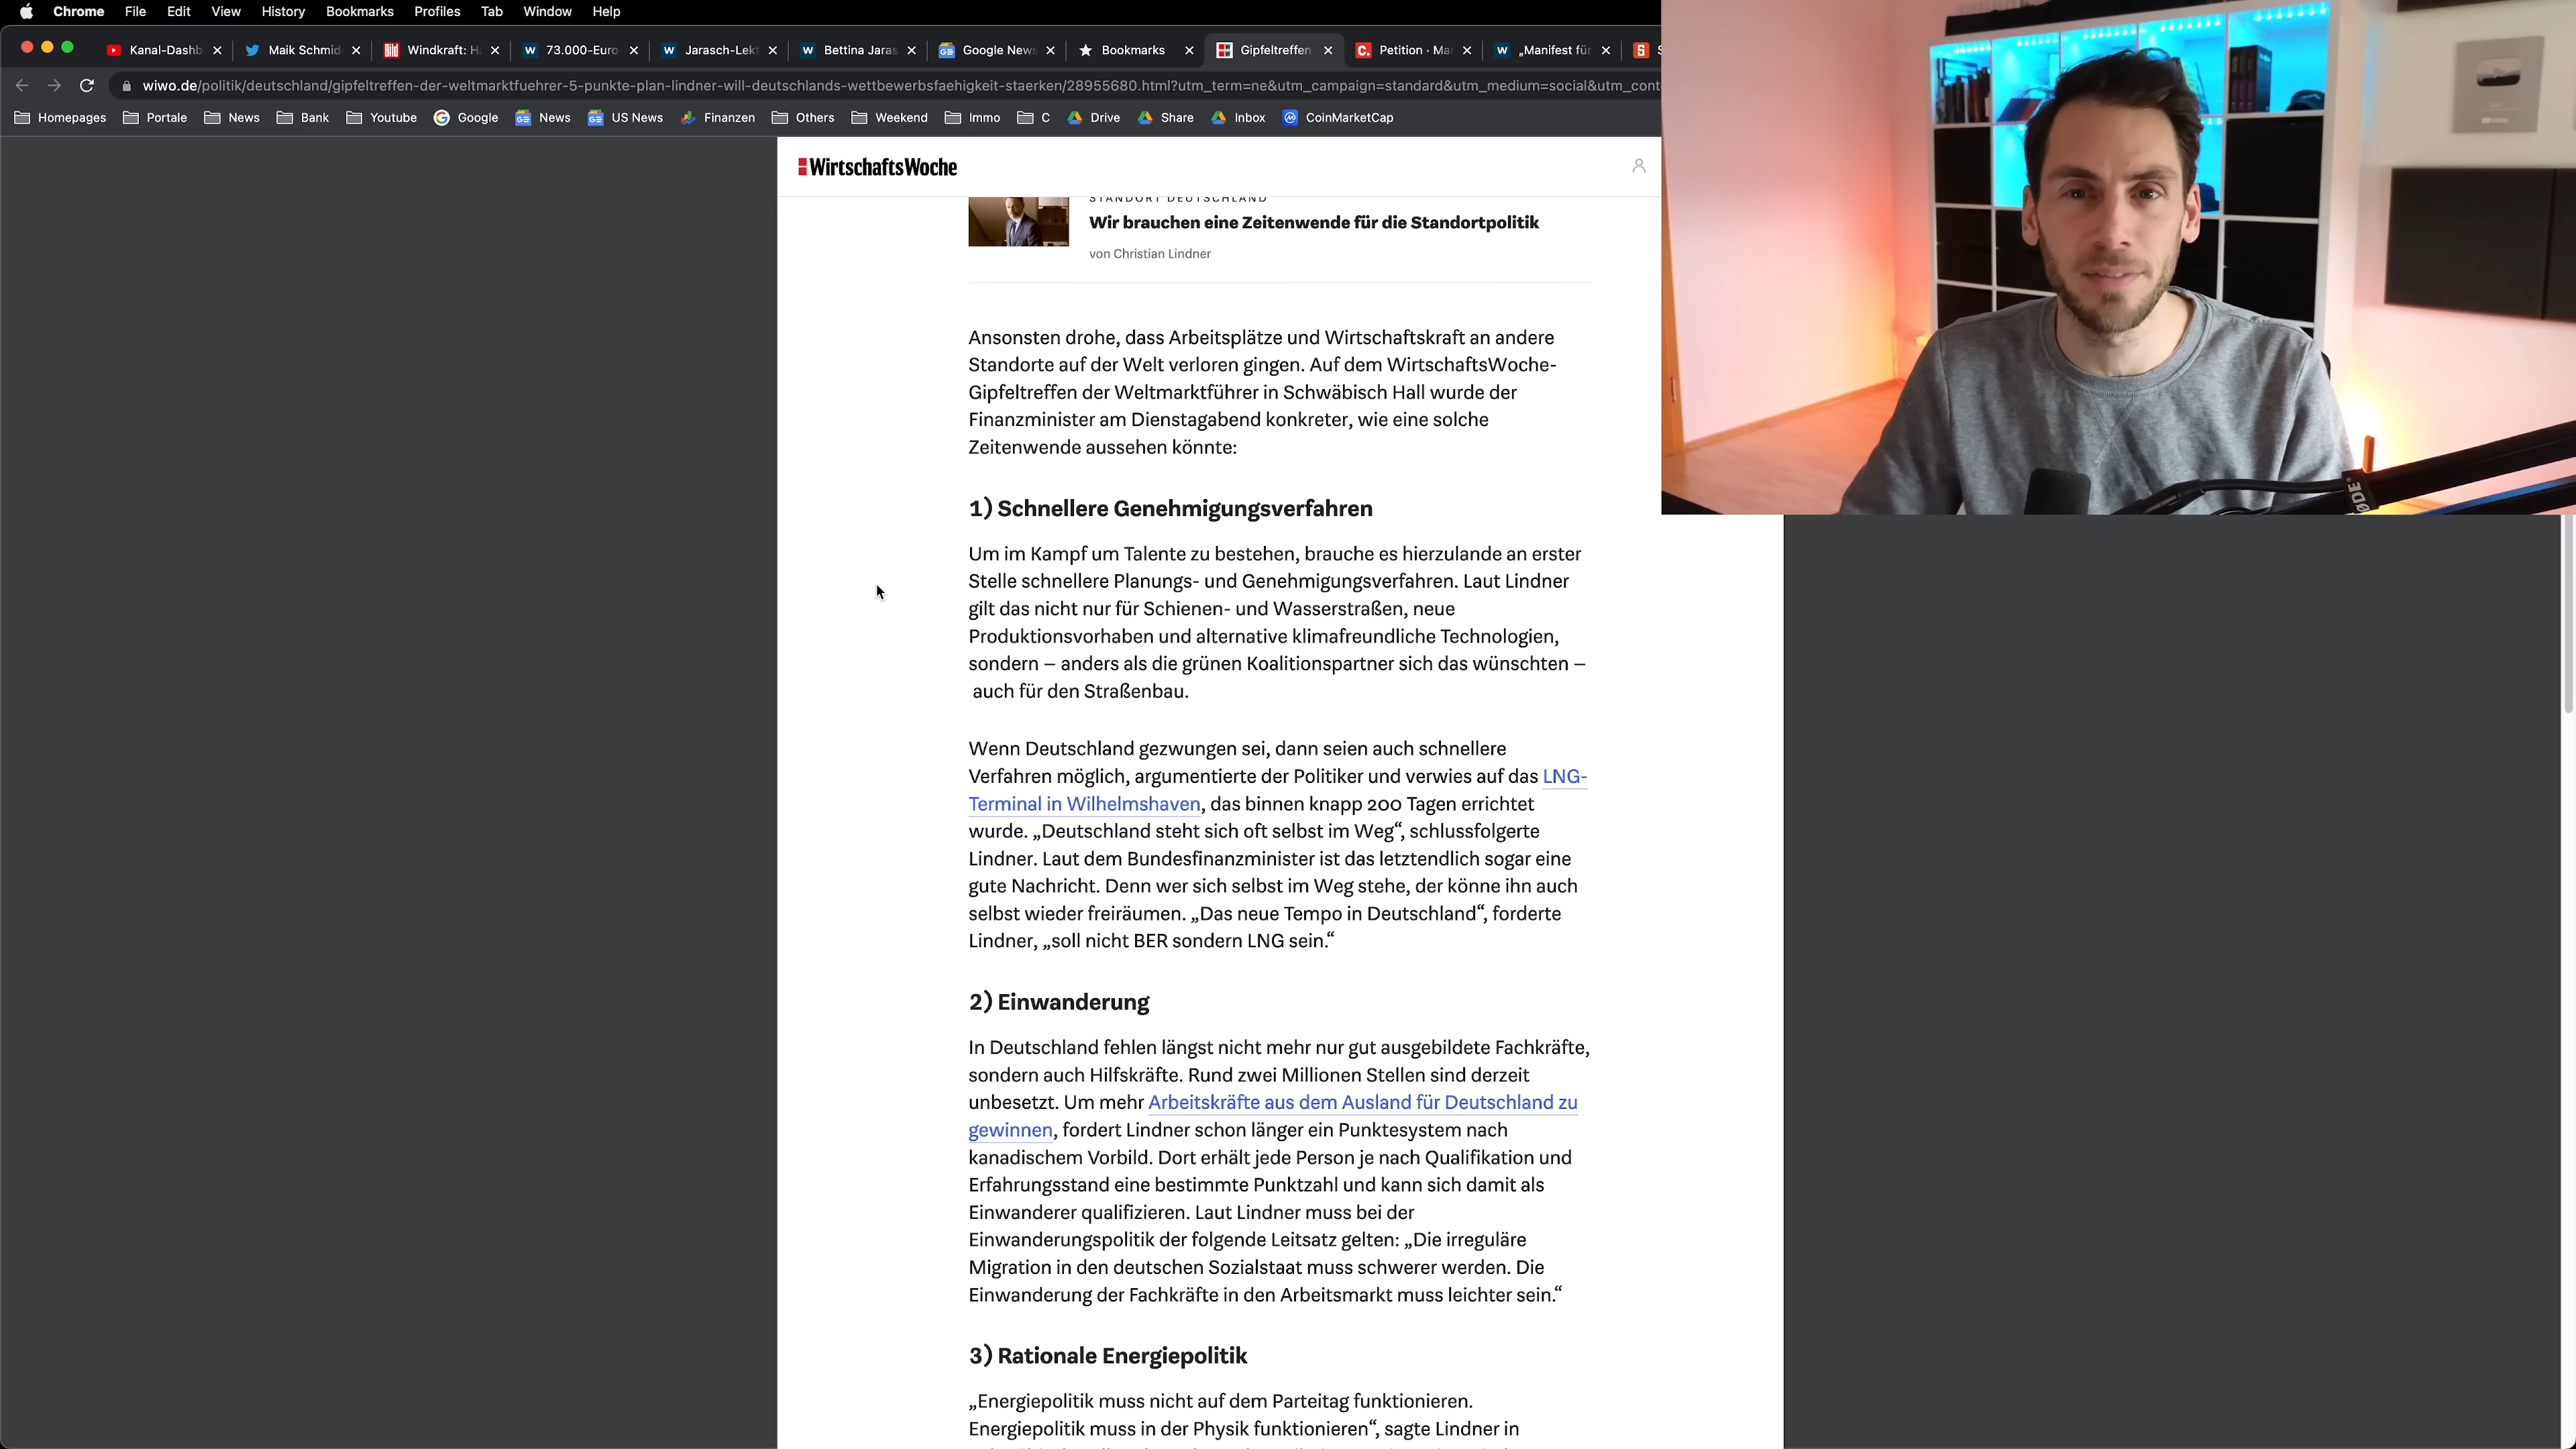 Chrome File Edit View History Bookmarks Profiles Tab Window Help
Kanal-Dashb Maik Schmid Windkraft: H 73.000-Euro Jarasch-Lekt Bettina Jaras Google News Bookmarks Gipfeltreffen Petition · Ma „Manifest für S
wiwo.de/politik/deutschland/gipfeltreffen-der-weltmarktfuehrer-5-punkte-plan-lindner-will-deutschlands-wettbewerbsfaehigkeit-staerken/28955680.html?utm_term=ne&utm_campaign=standard&utm_medium=social&utm_cont
Homepages Portale News Bank Youtube Google News US News Finanzen Others Weekend Immo C Drive Share Inbox CoinMarketCap
WirtschaftsWoche
STANDORT DEUTSCHLAND
Wir brauchen eine Zeitenwende für die Standortpolitik
von Christian Lindner
Ansonsten drohe, dass Arbeitsplätze und Wirtschaftskraft an andere
Standorte auf der Welt verloren gingen. Auf dem WirtschaftsWoche-
Gipfeltreffen der Weltmarktführer in Schwäbisch Hall wurde der
Finanzminister am Dienstagabend konkreter, wie eine solche
Zeitenwende aussehen könnte:
1) Schnellere Genehmigungsverfahren
Um im Kampf um Talente zu bestehen, brauche es hierzulande an erster
Stelle schnellere Planungs- und Genehmigungsverfahren. Laut Lindner
gilt das nicht nur für Schienen- und Wasserstraßen, neue
Produktionsvorhaben und alternative klimafreundliche Technologien,
sondern – anders als die grünen Koalitionspartner sich das wünschten –
auch für den Straßenbau.
Wenn Deutschland gezwungen sei, dann seien auch schnellere
Verfahren möglich, argumentierte der Politiker und verwies auf das LNG-
Terminal in Wilhelmshaven, das binnen knapp 200 Tagen errichtet
wurde. „Deutschland steht sich oft selbst im Weg“, schlussfolgerte
Lindner. Laut dem Bundesfinanzminister ist das letztendlich sogar eine
gute Nachricht. Denn wer sich selbst im Weg stehe, der könne ihn auch
selbst wieder freiräumen. „Das neue Tempo in Deutschland“, forderte
Lindner, „soll nicht BER sondern LNG sein.“
2) Einwanderung
In Deutschland fehlen längst nicht mehr nur gut ausgebildete Fachkräfte,
sondern auch Hilfskräfte. Rund zwei Millionen Stellen sind derzeit
unbesetzt. Um mehr Arbeitskräfte aus dem Ausland für Deutschland zu
gewinnen, fordert Lindner schon länger ein Punktesystem nach
kanadischem Vorbild. Dort erhält jede Person je nach Qualifikation und
Erfahrungsstand eine bestimmte Punktzahl und kann sich damit als
Einwanderer qualifizieren. Laut Lindner muss bei der
Einwanderungspolitik der folgende Leitsatz gelten: „Die irreguläre
Migration in den deutschen Sozialstaat muss schwerer werden. Die
Einwanderung der Fachkräfte in den Arbeitsmarkt muss leichter sein.“
3) Rationale Energiepolitik
„Energiepolitik muss nicht auf dem Parteitag funktionieren.
Energiepolitik muss in der Physik funktionieren“, sagte Lindner in